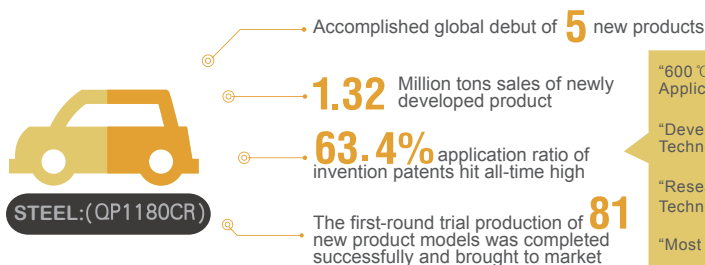 Accomplished global debut of 5 new products
1.32 Million tons sales of newly
developed product
63.4% application ratio of
invention patents hit all-time high
STEEL:(QP1180CR)
The first-round trial production of 81
new product models was completed
successfully and brought to market
“600 ℃
Applic
“Deve
Techn
“Rese
Techn
“Most